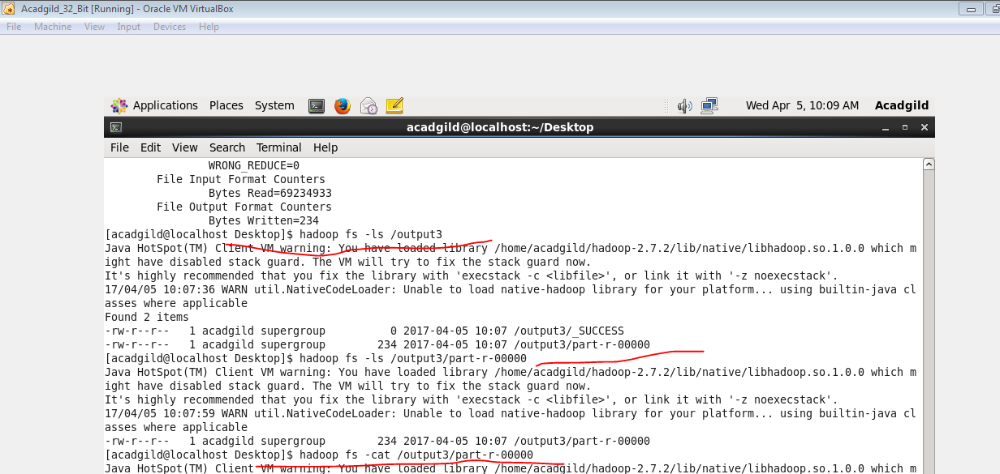 Acadgild_32_Bit [Running] - Oracle VM VirtualBox
File Machine View Input Devices Help
Applications Places System Wed Apr 5, 10:09 AM Acadgild
acadgild@localhost:~/Desktop
File Edit View Search Terminal Help
WRONG_REDUCE=0
File Input Format Counters
Bytes Read=69234933
File Output Format Counters
Bytes Written=234
[acadgild@localhost Desktop]$ hadoop fs -ls /output3
Java HotSpot(TM) Client VM warning: You have loaded library /home/acadgild/hadoop-2.7.2/lib/native/libhadoop.so.1.0.0 which m
ight have disabled stack guard. The VM will try to fix the stack guard now.
It's highly recommended that you fix the library with 'execstack -c <libfile>', or link it with '-z noexecstack'.
17/04/05 10:07:36 WARN util.NativeCodeLoader: Unable to load native-hadoop library for your platform... using builtin-java cl
asses where applicable
Found 2 items
-rw-r--r-- 1 acadgild supergroup 0 2017-04-05 10:07 /output3/_SUCCESS
-rw-r--r-- 1 acadgild supergroup 234 2017-04-05 10:07 /output3/part-r-00000
[acadgild@localhost Desktop]$ hadoop fs -ls /output3/part-r-00000
Java HotSpot(TM) Client VM warning: You have loaded library /home/acadgild/hadoop-2.7.2/lib/native/libhadoop.so.1.0.0 which m
ight have disabled stack guard. The VM will try to fix the stack guard now.
It's highly recommended that you fix the library with 'execstack -c <libfile>', or link it with '-z noexecstack'.
17/04/05 10:07:59 WARN util.NativeCodeLoader: Unable to load native-hadoop library for your platform... using builtin-java cl
asses where applicable
-rw-r--r-- 1 acadgild supergroup 234 2017-04-05 10:07 /output3/part-r-00000
[acadgild@localhost Desktop]$ hadoop fs -cat /output3/part-r-00000
Java HotSpot(TM) Client VM warning: You have loaded library /home/acadgild/hadoop-2.7.2/lib/native/libhadoop.so.1.0.0 which m